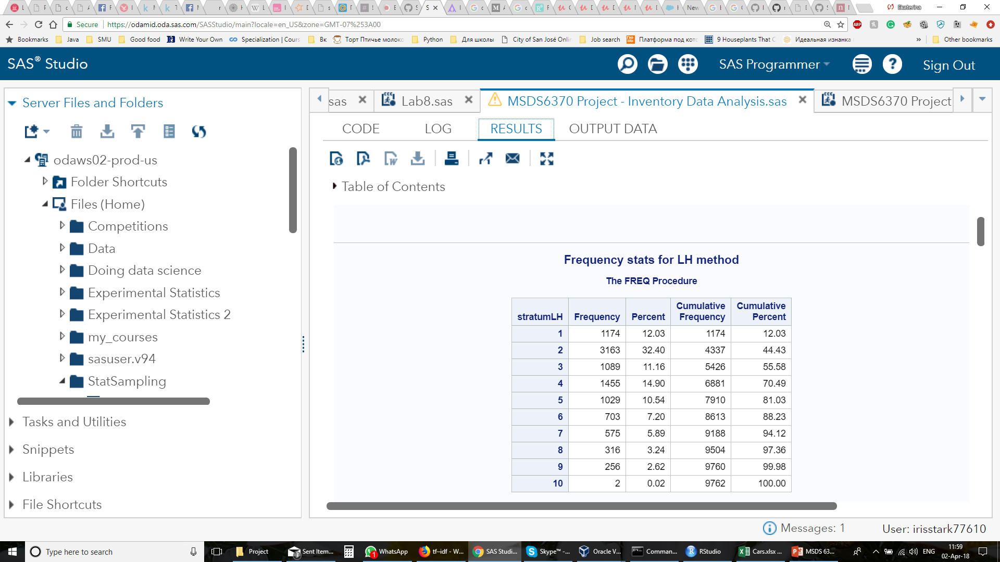 Ekaterina
Secure https://odamid.oda.sas.com/SASStudio/main?locale=en_US&zone=GMT-07%253A00
Bookmarks Java SMU Good food Write Your Own Specialization | Cours Вк Торт Птичье молоко Python Для школы City of San José Onlin Job search Платформа под кото 9 Houseplants That C Идеальная изнанка » Other bookmarks
SAS® Studio SAS Programmer Sign Out
Server Files and Folders
odaws02-prod-us
Folder Shortcuts
Files (Home)
Competitions
Data
Doing data science
Experimental Statistics
Experimental Statistics 2
my_courses
sasuser.v94
StatSampling
Tasks and Utilities
Snippets
Libraries
File Shortcuts
sas Lab8.sas MSDS6370 Project - Inventory Data Analysis.sas MSDS6370 Project
CODE LOG RESULTS OUTPUT DATA
Table of Contents
Frequency stats for LH method
The FREQ Procedure
stratumLH Frequency Percent Cumulative Frequency Cumulative Percent
1 1174 12.03 1174 12.03
2 3163 32.40 4337 44.43
3 1089 11.16 5426 55.58
4 1455 14.90 6881 70.49
5 1029 10.54 7910 81.03
6 703 7.20 8613 88.23
7 575 5.89 9188 94.12
8 316 3.24 9504 97.36
9 256 2.62 9760 99.98
10 2 0.02 9762 100.00
Messages: 1 User: irisstark77610
Type here to search Project Sent Item... WhatsApp tf–idf - W... SAS Studi... Skype™ -... Oracle V... Comman... RStudio Cars.xlsx ... MSDS 63... ENG 11:59
02-Apr-18